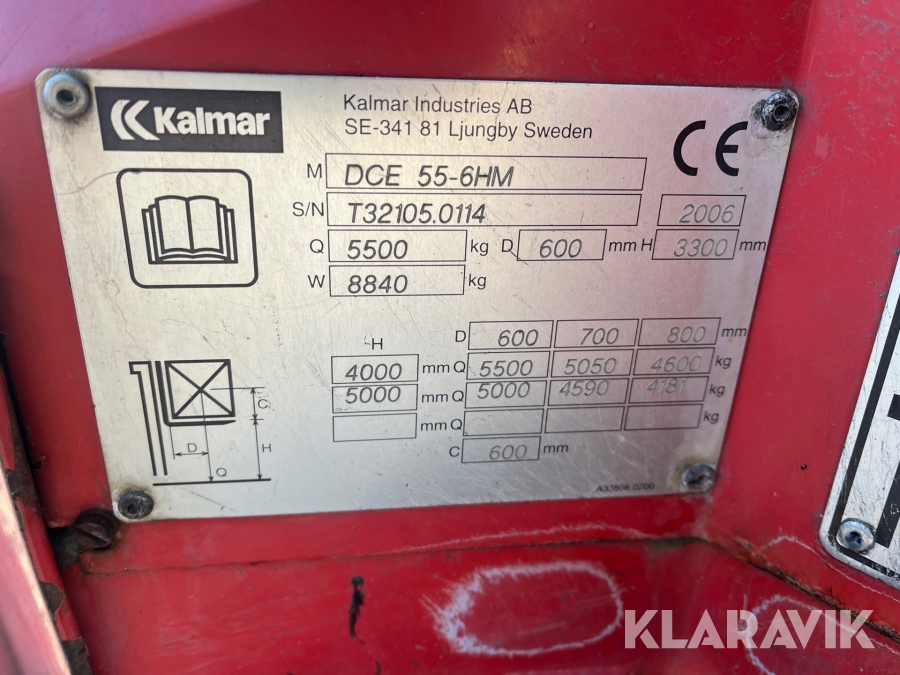 Kalmar
Kalmar Industries AB
SE-341 81 Ljungby Sweden
CE
M DCE 55-6HM
S/N T32105.0114 2006
Q 5500 kg D 600 mm H 3300 mm
W 8840 kg
H D 600 700 800 mm
4000 mm Q 5500 5050 4600 kg
5000 mm Q 5000 4590 4181 kg
mm Q kg
C 600 mm
C
D H
Q
A33806.0200
KLARAVIK